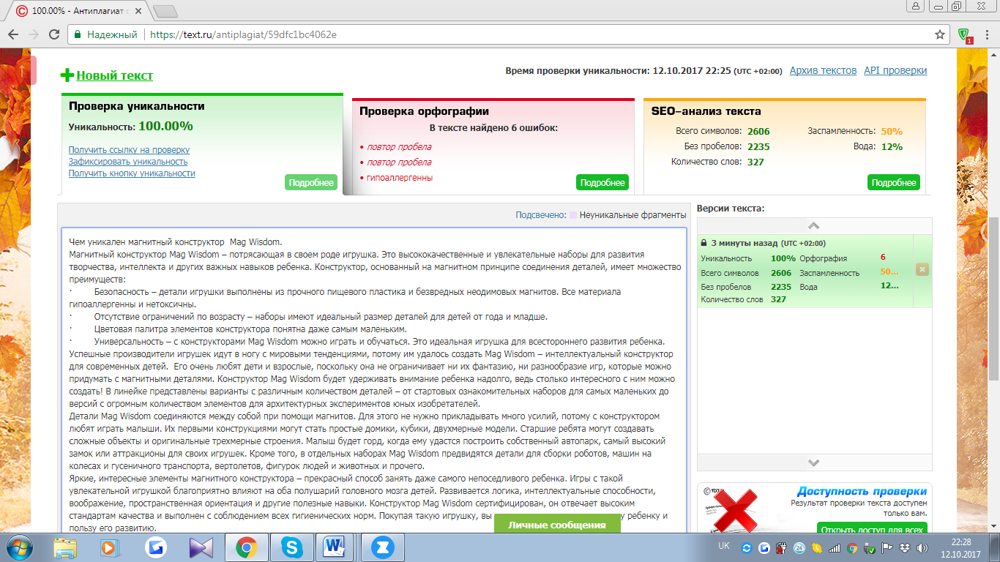 100.00% - Антиплагиат
Надежный
https://text.ru/antiplagiat/59dfc1bc4062e
1
Новый текст
Время проверки уникальности: 12.10.2017 22:25 (UTC +02:00) Архив текстов API проверки
Проверка уникальности
Уникальность: 100.00%
Получить ссылку на проверку
Зафиксировать уникальность
Получить кнопку уникальности
Подробнее
Проверка орфографии
В тексте найдено 6 ошибок:
• повтор пробела
• повтор пробела
• гипоаллергенны
Подробнее
SEO-анализ текста
Всего символов: 2606 Заспамленность: 50%
Без пробелов: 2235 Вода: 12%
Количество слов: 327
Подробнее
Подсвечено: Неуникальные фрагменты
Чем уникален магнитный конструктор  Mag Wisdom.
Магнитный конструктор Mag Wisdom – потрясающая в своем роде игрушка. Это высококачественные и увлекательные наборы для развития
творчества, интеллекта и других важных навыков ребенка. Конструктор, основанный на магнитном принципе соединения деталей, имеет множество
преимуществ:
· Безопасность – детали игрушки выполнены из прочного пищевого пластика и безвредных неодимовых магнитов. Все материала
гипоаллергенны и нетоксичны.
· Отсутствие ограничений по возрасту – наборы имеют идеальный размер деталей для детей от года и младше.
· Цветовая палитра элементов конструктора понятна даже самым маленьким.
· Универсальность – с конструкторами Mag Wisdom можно играть и обучаться. Это идеальная игрушка для всестороннего развития ребенка.
Успешные производители игрушек идут в ногу с мировыми тенденциями, потому им удалось создать Mag Wisdom – интеллектуальный конструктор
для современных детей.  Его очень любят дети и взрослые, поскольку она не ограничивает ни их фантазию, ни разнообразие игр, которые можно
придумать с магнитными деталями. Конструктор Mag Wisdom будет удерживать внимание ребенка надолго, ведь столько интересного с ним можно
создать! В линейке представлены варианты с различным количеством деталей – от стартовых ознакомительных наборов для самых маленьких до
версий с огромным количеством элементов для архитектурных экспериментов юных изобретателей.
Детали Mag Wisdom соединяются между собой при помощи магнитов. Для этого не нужно прикладывать много усилий, потому с конструктором
любят играть малыши. Их первыми конструкциями могут стать простые домики, кубики, двухмерные модели. Старшие ребята могут создавать
сложные объекты и оригинальные трехмерные строения. Малыш будет горд, когда ему удастся построить собственный автопарк, самый высокий
замок или аттракционы для своих игрушек. Кроме того, в отдельных наборах Mag Wisdom предвидятся детали для сборки роботов, машин на
колесах и гусеничного транспорта, вертолетов, фигурок людей и животных и прочего.
Яркие, интересные элементы магнитного конструктора – прекрасный способ занять даже самого непоседливого ребенка. Игры с такой
увлекательной игрушкой благоприятно влияют на оба полушарий головного мозга детей. Развивается логика, интеллектуальные способности,
воображение, пространственная ориентация и другие полезные навыки. Конструктор Mag Wisdom сертифицирован, он отвечает высоким
стандартам качества и выполнен с соблюдением всех гигиенических норм. Покупая такую игрушку, вы ребенку и
пользу его развитию.
Личные сообщения
Версии текста:
3 минуты назад (UTC +02:00)
Уникальность 100% Орфография 6
Всего символов 2606 Заспамленность 50...
Без пробелов 2235 Вода 12...
Количество слов 327
Доступность проверки
Результат проверки текста доступен
только вам.
Открыть доступ для всех
UK
24
22:28
12.10.2017